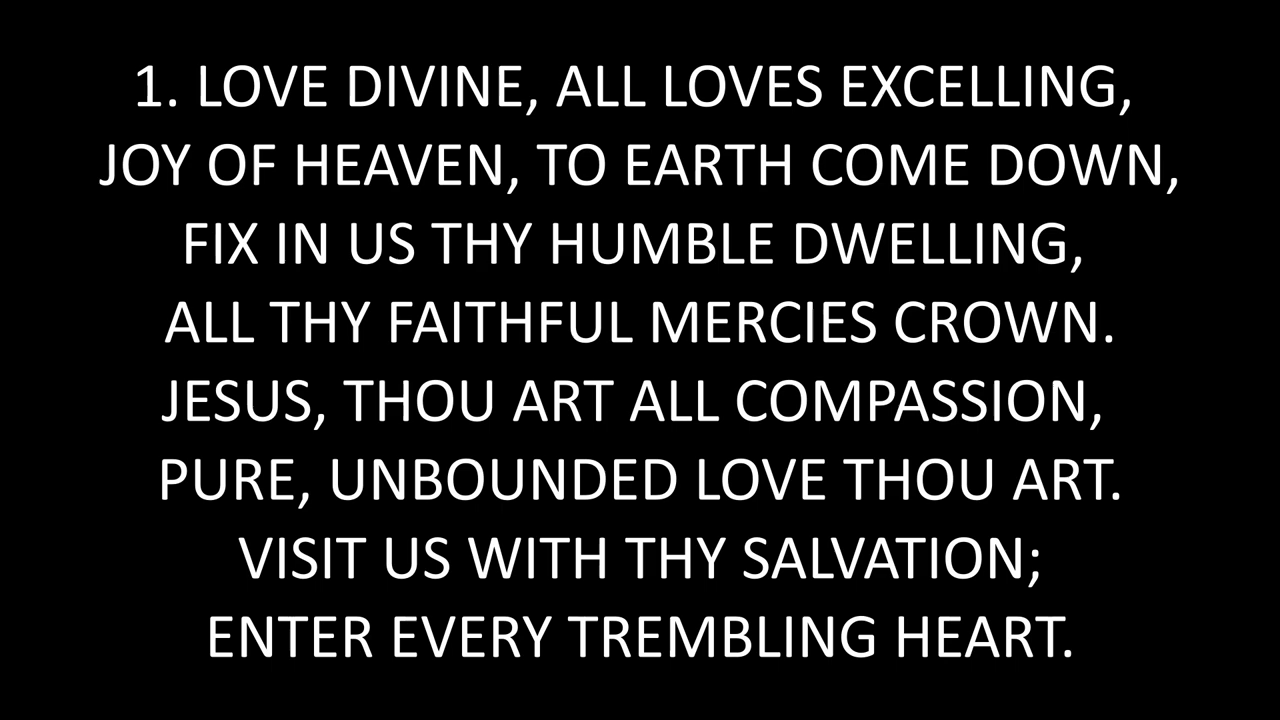 1. LOVE DIVINE, ALL LOVES EXCELLING,
JOY OF HEAVEN, TO EARTH COME DOWN,
FIX IN US THY HUMBLE DWELLING,
ALL THY FAITHFUL MERCIES CROWN.
JESUS, THOU ART ALL COMPASSION,
PURE, UNBOUNDED LOVE THOU ART.
VISIT US WITH THY SALVATION;
ENTER EVERY TREMBLING HEART.